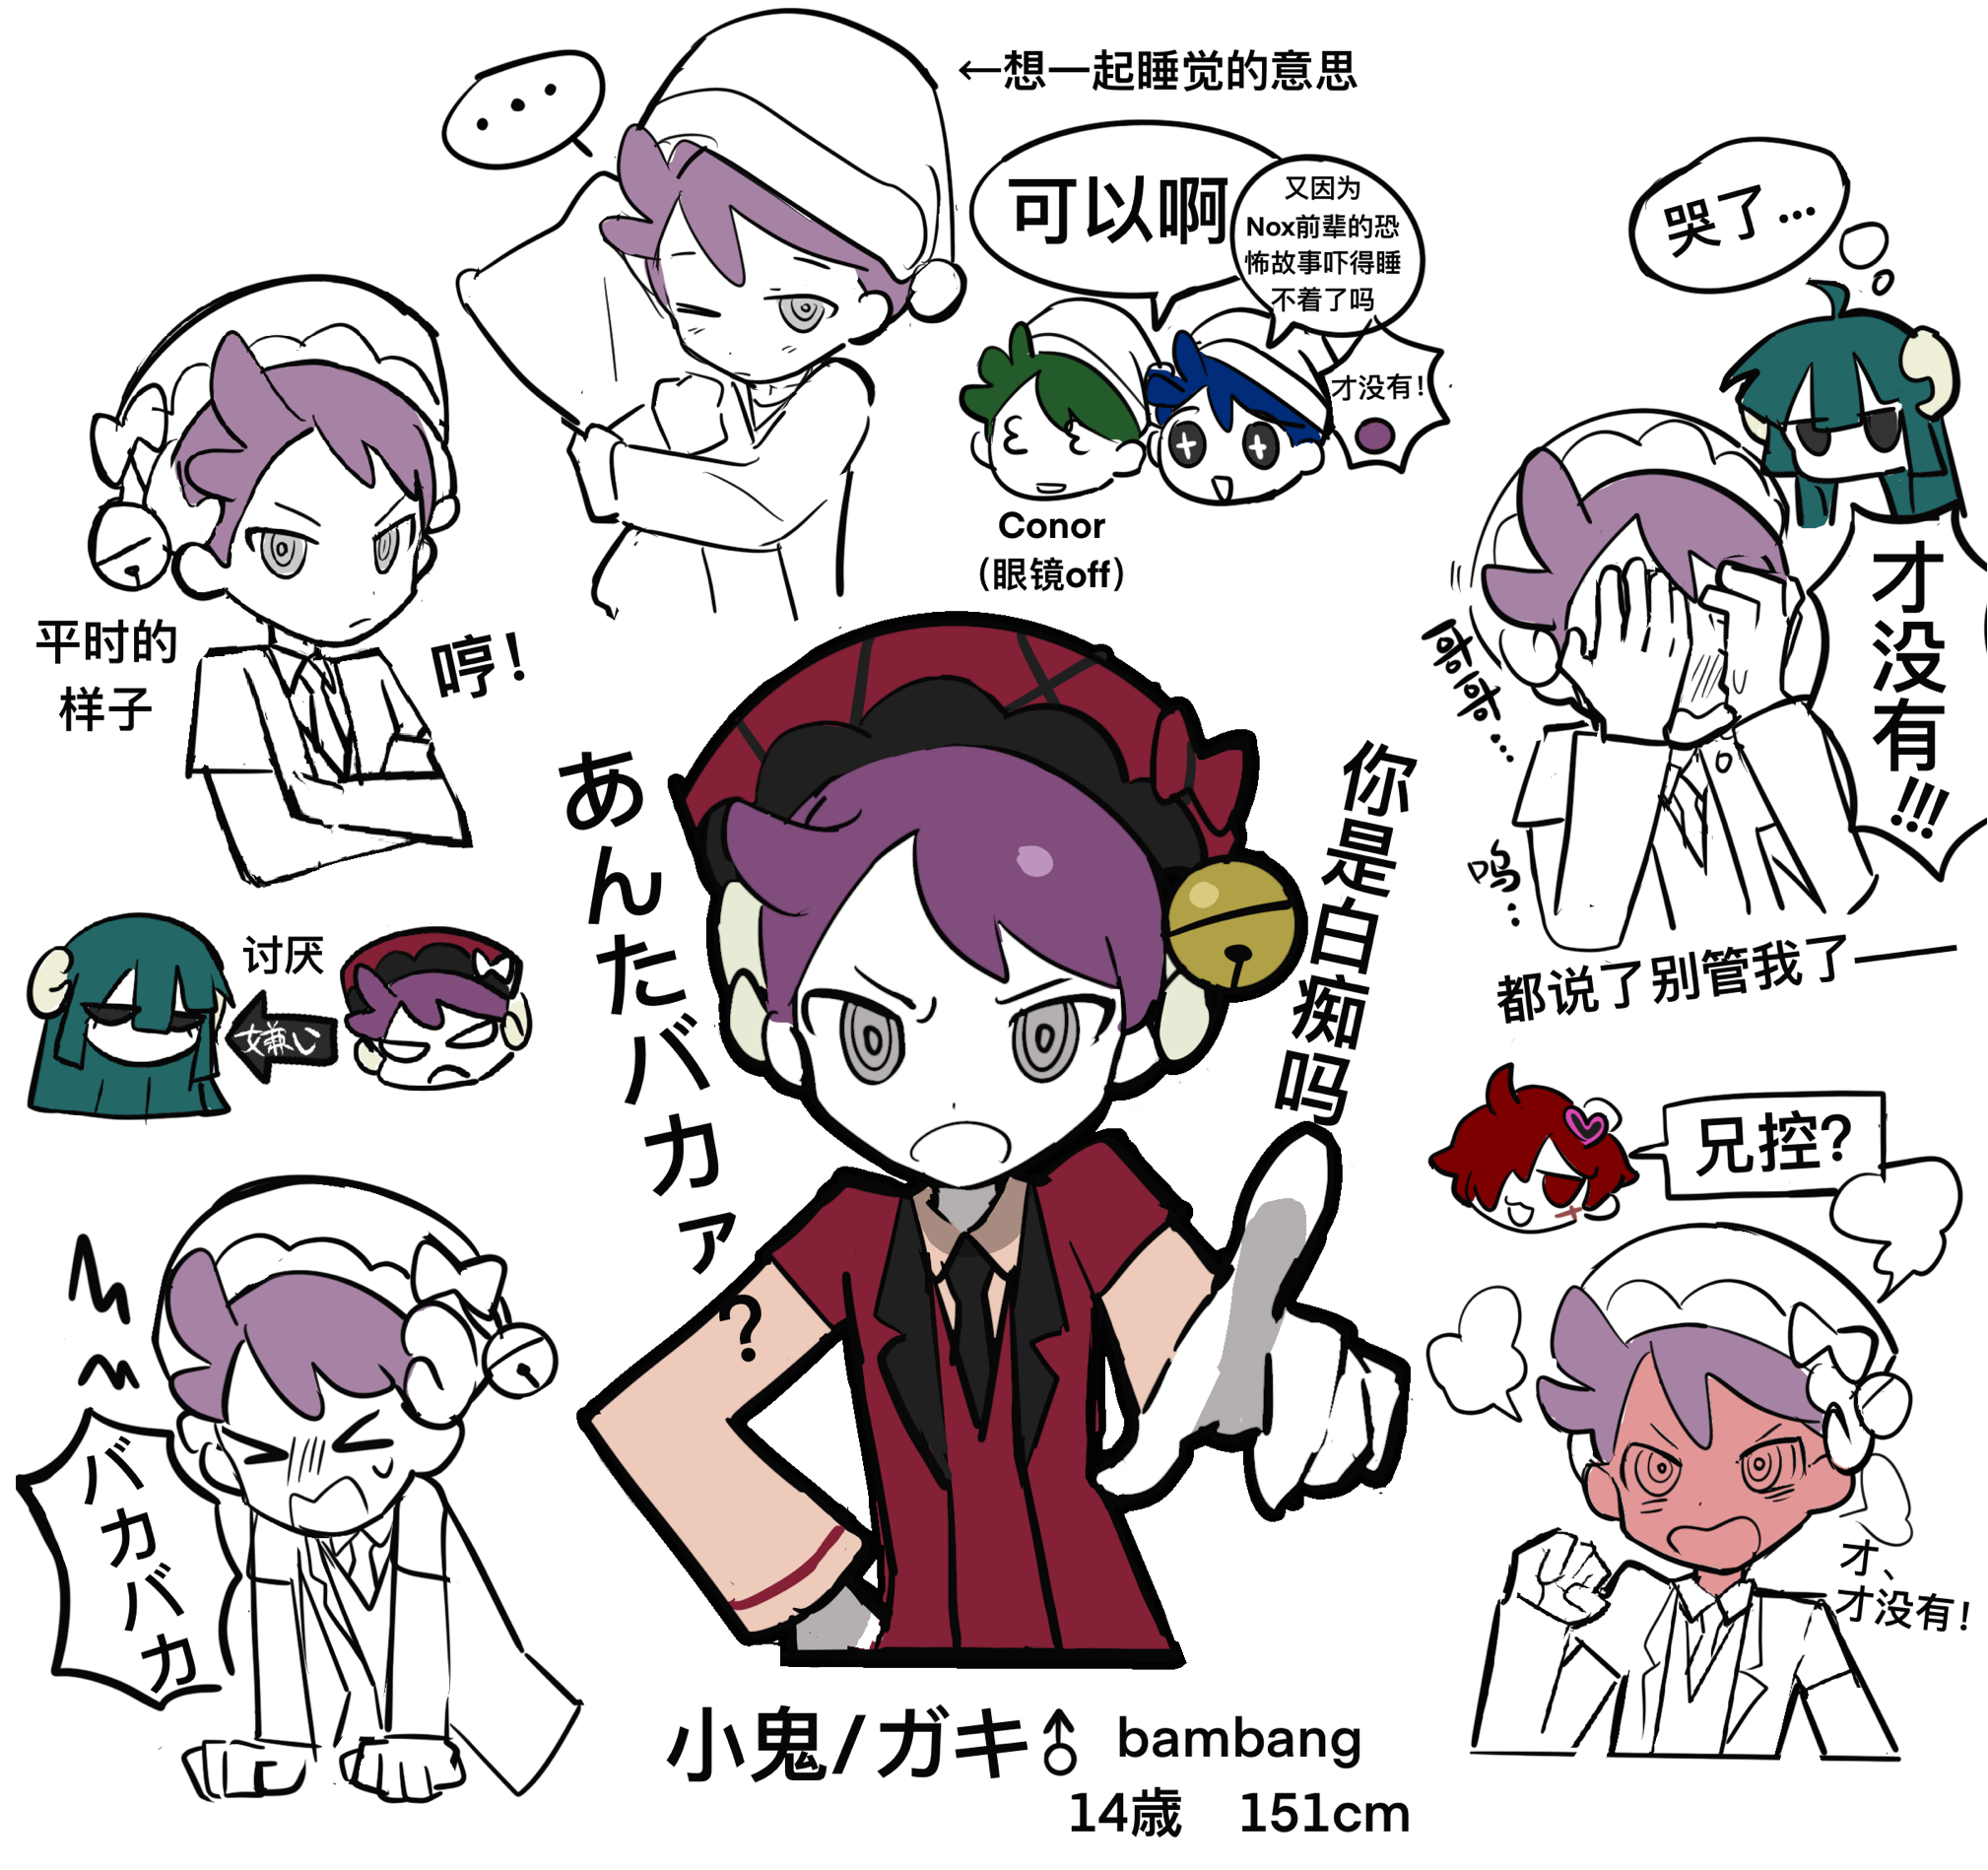 ←想一起睡觉的意思
...
可以啊
又因为
Nox前辈的恐
怖故事吓得睡
不着了吗
才没有！
Conor
（眼镜off）
哭了...
才没有!!!
哥哥...
呜...
都说了别管我了——
平时的
样子
哼！
あんたバカァ？
你是白痴吗
讨厌
嫌い
兄控？
才、
才没有！
バカバカ
小鬼/ガキ♂ bambang
14歳 151cm